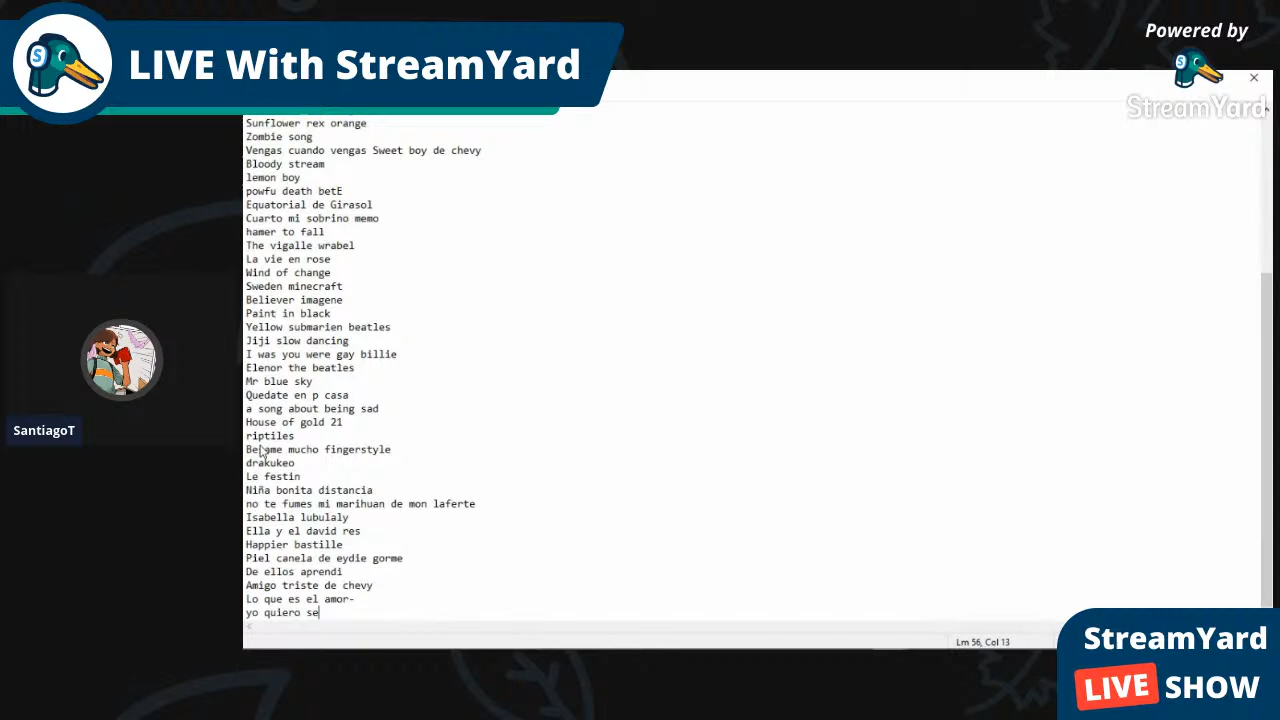 LIVE With StreamYard
Powered by
StreamYard
Sunflower rex orange
Zombie song
Vengas cuando vengas Sweet boy de chevy
Bloody stream
lemon boy
powfu death betE
Equatorial de Girasol
Cuarto mi sobrino memo
hamer to fall
The vigalle wrabel
La vie en rose
Wind of change
Sweden minecraft
Believer imagene
Paint in black
Yellow submarien beatles
Jiji slow dancing
I was you were gay billie
Elenor the beatles
Mr blue sky
Quedate en p casa
a song about being sad
House of gold 21
riptiles
Besame mucho fingerstyle
drakukeo
Le festin
Niña bonita distancia
no te fumes mi marihuan de mon laferte
Isabella lubulaly
Ella y el david res
Happier bastille
Piel canela de eydie gorme
De ellos aprendi
Amigo triste de chevy
Lo que es el amor-
yo quiero se
SantiagoT
Lm 56, Col 13
StreamYard
LIVE SHOW